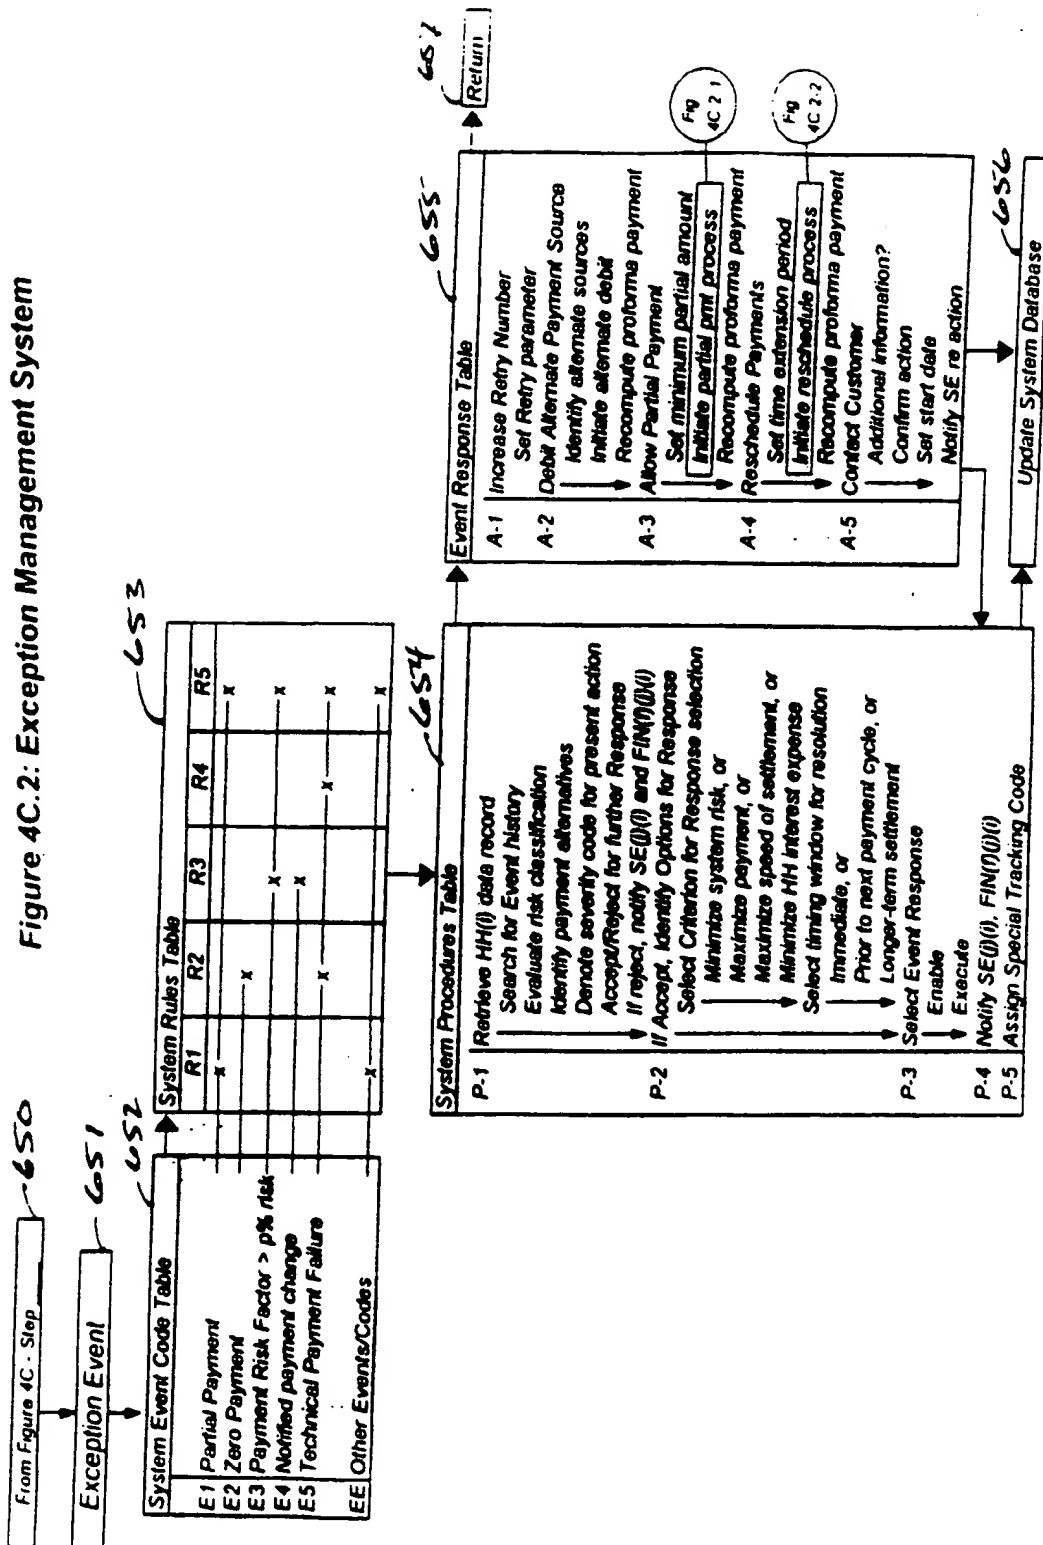 Figure 4C.2: Exception Management System
From Figure 4C - Step
650
Exception Event
651
652
System Event Code Table
E1 Partial Payment
E2 Zero Payment
E3 Payment Risk Factor > p% risk
E4 Notified payment change
E5 Technical Payment Failure
EE Other Events/Codes
653
System Rules Table
R1 R2 R3 R4 R5
x x
x
x x
x
x x x
x x
654
System Procedures Table
P-1 Retrieve HH(i) data record
Search for Event history
Evaluate risk classification
Identify payment alternatives
Denote severity code for present action
Accept/Reject for further Response
If reject, notify SE(j)(i) and FIN(f)(j)(i)
P-2 If Accept, Identify Options for Response
Select Criterion for Response selection
Minimize system risk, or
Maximize payment, or
Maximize speed of settlement, or
Minimize HH interest expense
Select timing window for resolution
Immediate, or
Prior to next payment cycle, or
Longer-term settlement
P-3 Select Event Response
Enable
Execute
P-4 Notify SE(j)(i), FIN(f)(j)(i)
P-5 Assign Special Tracking Code
655
Event Response Table
A-1 Increase Retry Number
Set Retry parameter
A-2 Debit Alternate Payment Source
Identify alternate sources
Initiate alternate debit
Recompute proforma payment
A-3 Allow Partial Payment
Set minimum partial amount
Initiate partial pmt process
Fig 4C 2 1
Recompute proforma payment
A-4 Reschedule Payments
Set time extension period
Initiate reschedule process
Fig 4C 2-2
Recompute proforma payment
A-5 Contact Customer
Additional information?
Confirm action
Set start date
Notify SE re action
657
Return
656
Update System Database